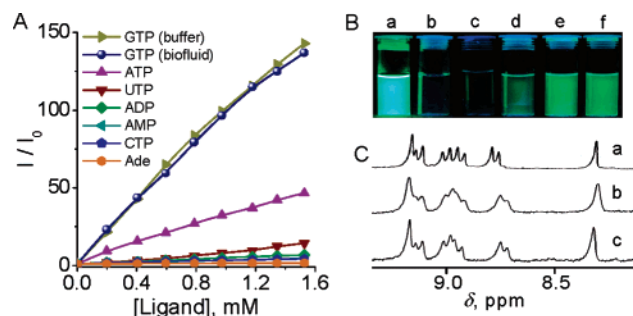 A
I / I0
150
100
50
0
GTP (buffer)
GTP (biofluid)
ATP
UTP
ADP
AMP
CTP
Ade
0.0 0.4 0.8 1.2 1.6
[Ligand], mM
B
a b c d e f
C
a
b
c
9.0 8.5
δ, ppm